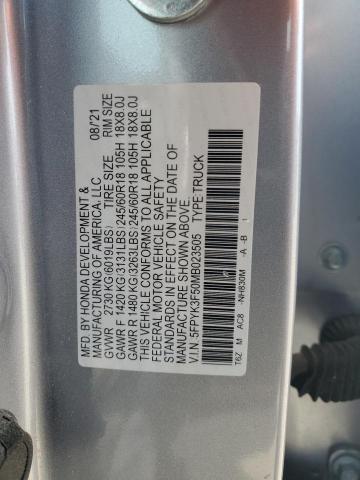 MFD. BY HONDA DEVELOPMENT &
MANUFACTURING OF AMERICA, LLC 08/21
GVWR 2730 KG(6019LBS) TIRE SIZE RIM SIZE
GAWR F 1420 KG(3131LBS) 245/60R18 105H 18X8.0J
GAWR R 1480 KG(3263LBS) 245/60R18 105H 18X8.0J
THIS VEHICLE CONFORMS TO ALL APPLICABLE
FEDERAL MOTOR VEHICLE SAFETY
STANDARDS IN EFFECT ON THE DATE OF
MANUFACTURE SHOWN ABOVE.
V.I.N 5FPYK3F50MB023505 TYPE:TRUCK
T6Z M AC8 -NH830M -A -B 1